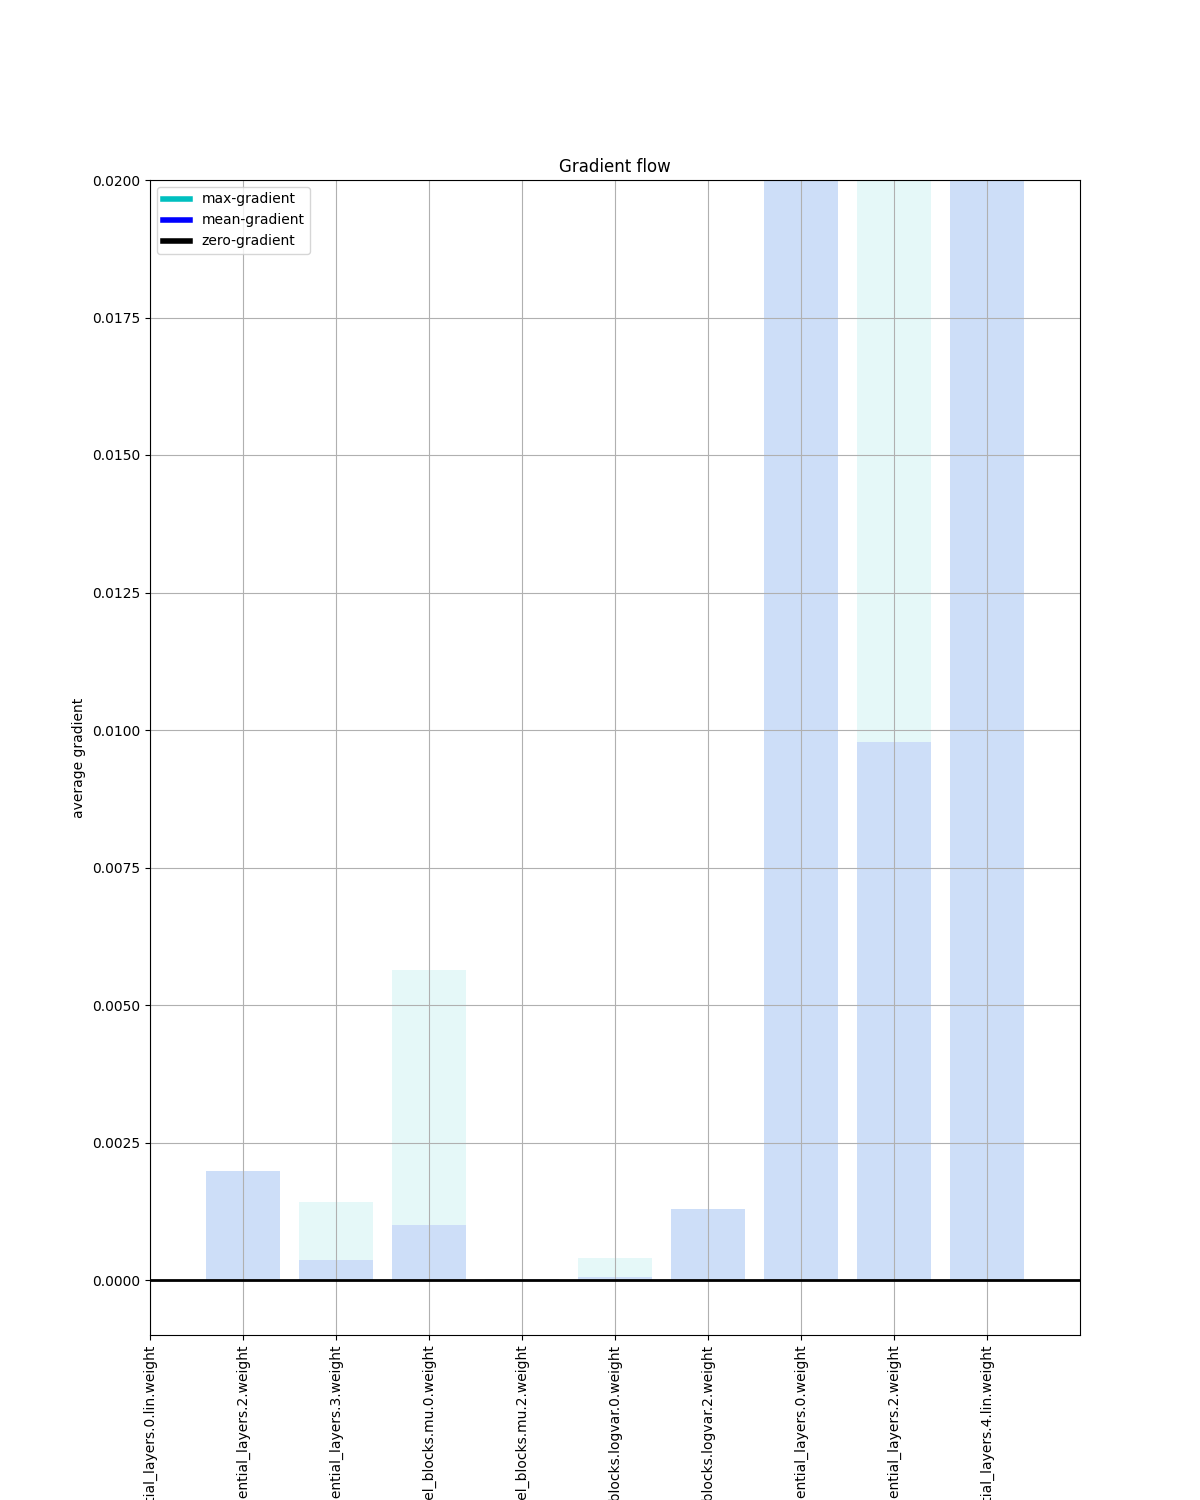 Gradient flow
max-gradient
mean-gradient
zero-gradient
0.0200
0.0175
0.0150
0.0125
0.0100
0.0075
0.0050
0.0025
0.0000
average gradient
tial_layers.0.lin.weight
ential_layers.2.weight
ential_layers.3.weight
el_blocks.mu.0.weight
el_blocks.mu.2.weight
blocks.logvar.0.weight
blocks.logvar.2.weight
ential_layers.0.weight
ential_layers.2.weight
tial_layers.4.lin.weight